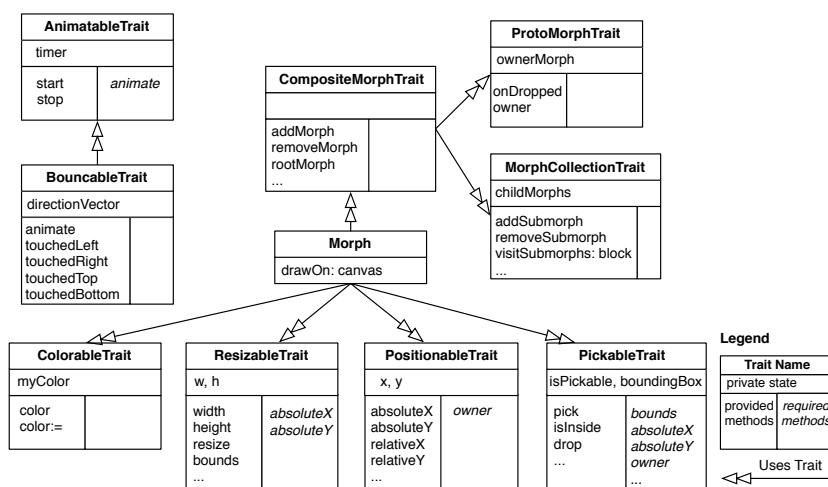 AnimatableTrait
timer
start
stop
animate
BouncableTrait
directionVector
animate
touchedLeft
touchedRight
touchedTop
touchedBottom
CompositeMorphTrait
addMorph
removeMorph
rootMorph
...
ProtoMorphTrait
ownerMorph
onDropped
owner
MorphCollectionTrait
childMorphs
addSubmorph
removeSubmorph
visitSubmorphs: block
...
Morph
drawOn: canvas
ColorableTrait
myColor
color
color:=
ResizableTrait
w, h
width
height
resize
bounds
...
absoluteX
absoluteY
PositionableTrait
x, y
absoluteX
absoluteY
relativeX
relativeY
...
owner
PickableTrait
isPickable, boundingBox
pick
isInside
drop
...
bounds
absoluteX
absoluteY
owner
...
Legend
Trait Name
private state
provided
methods
required
methods
Uses Trait